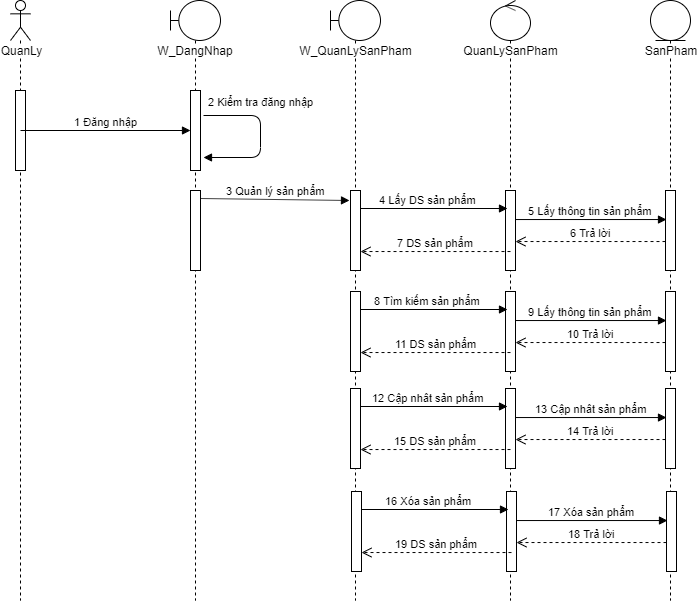 QuanLy
W_DangNhap
W_QuanLySanPham
QuanLySanPham
SanPham
1 Đăng nhập
2 Kiểm tra đăng nhập
3 Quản lý sản phẩm
4 Lấy DS sản phẩm
5 Lấy thông tin sản phẩm
6 Trả lời
7 DS sản phẩm
8 Tìm kiếm sản phẩm
9 Lấy thông tin sản phẩm
10 Trả lời
11 DS sản phẩm
12 Cập nhât sản phẩm
13 Cập nhât sản phẩm
14 Trả lời
15 DS sản phẩm
16 Xóa sản phẩm
17 Xóa sản phẩm
18 Trả lời
19 DS sản phẩm